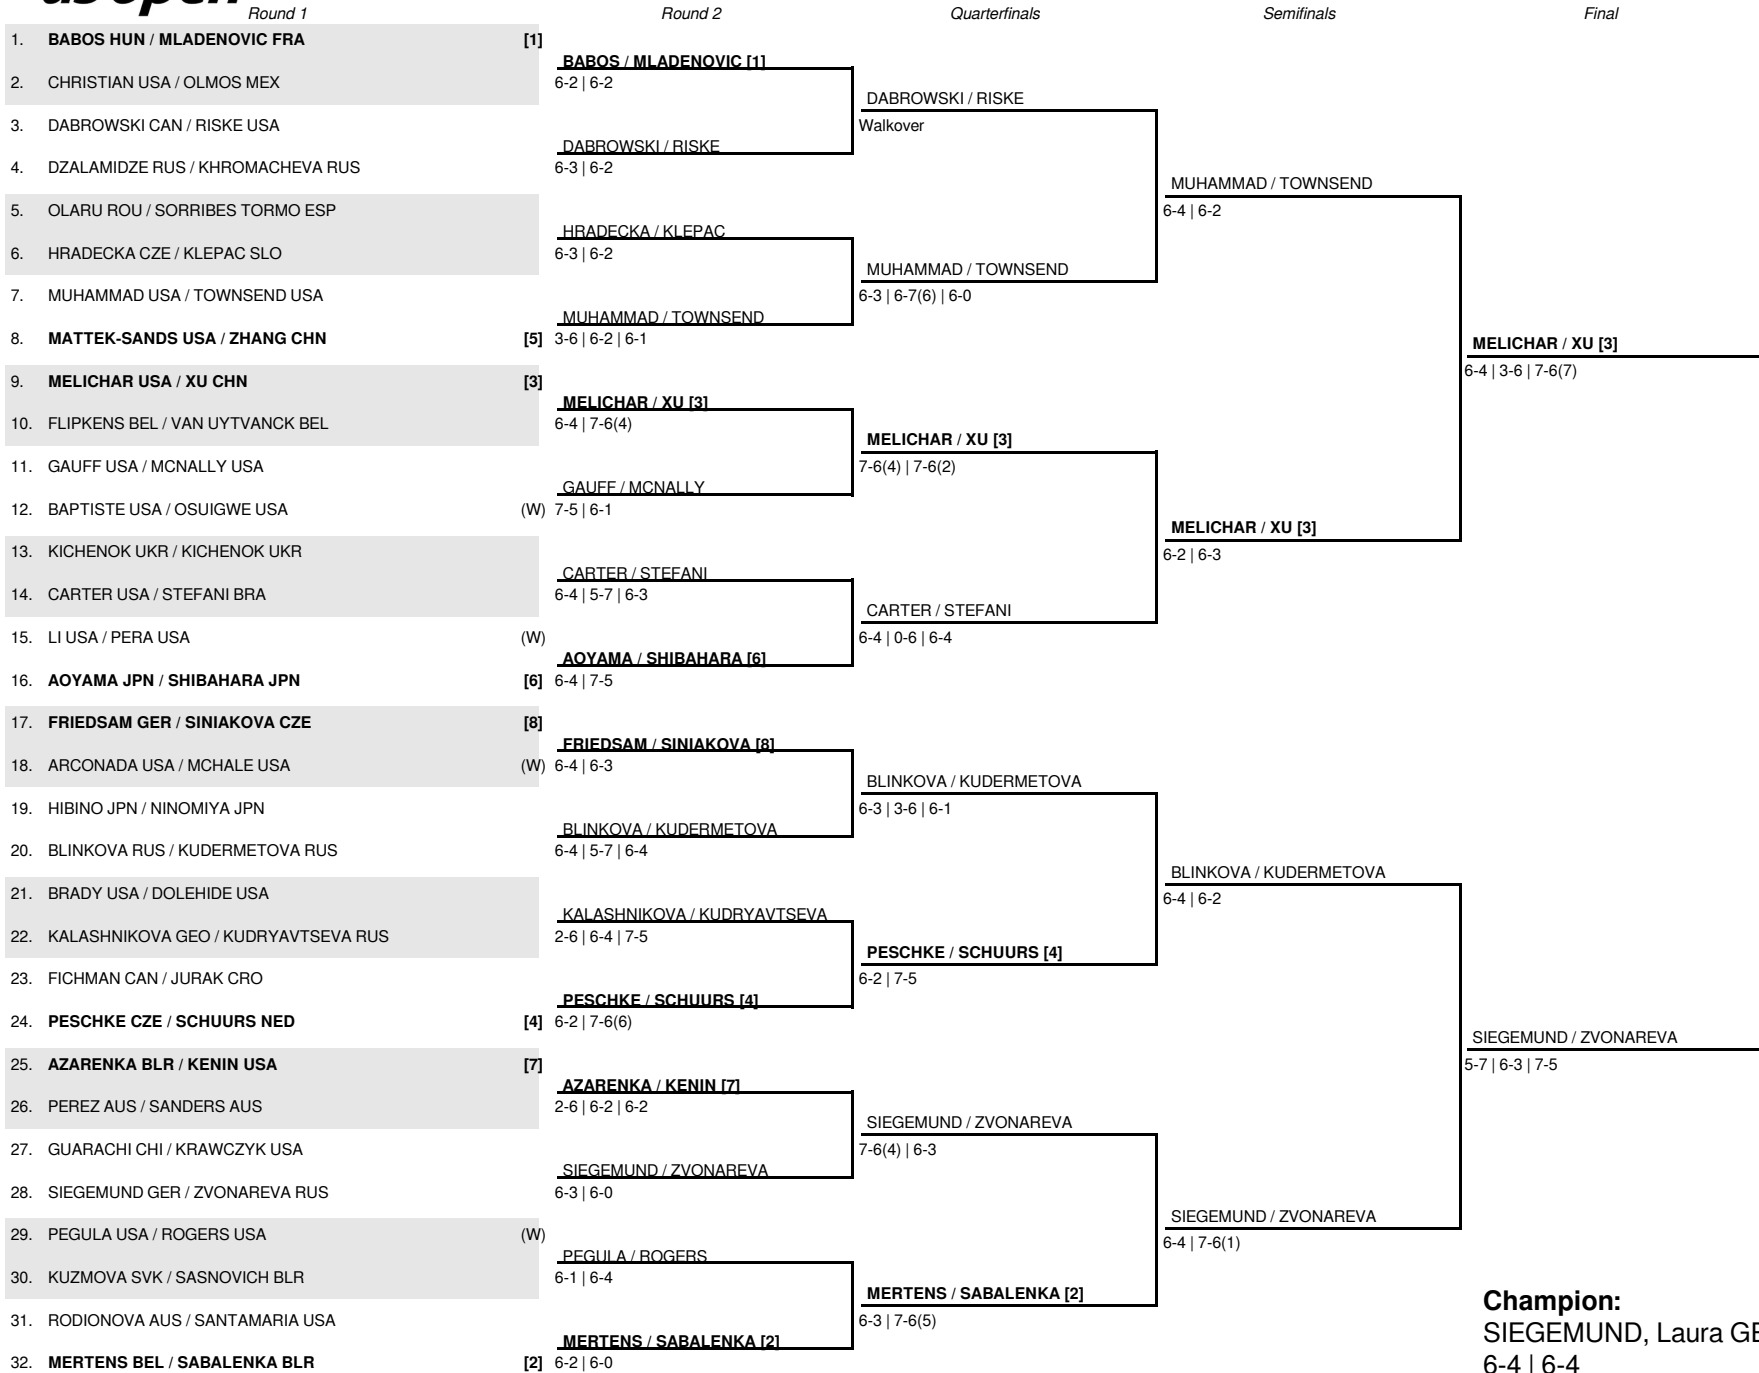 us open
Round 1 Round 2 Quarterfinals Semifinals Final
1. BABOS HUN / MLADENOVIC FRA [1]
BABOS / MLADENOVIC [1]
2. CHRISTIAN USA / OLMOS MEX 6-2 | 6-2
DABROWSKI / RISKE
3. DABROWSKI CAN / RISKE USA Walkover
DABROWSKI / RISKE
4. DZALAMIDZE RUS / KHROMACHEVA RUS 6-3 | 6-2
MUHAMMAD / TOWNSEND
5. OLARU ROU / SORRIBES TORMO ESP 6-4 | 6-2
HRADECKA / KLEPAC
6. HRADECKA CZE / KLEPAC SLO 6-3 | 6-2
MUHAMMAD / TOWNSEND
7. MUHAMMAD USA / TOWNSEND USA 6-3 | 6-7(6) | 6-0
MUHAMMAD / TOWNSEND
8. MATTEK-SANDS USA / ZHANG CHN [5] 3-6 | 6-2 | 6-1
MELICHAR / XU [3]
6-4 | 3-6 | 7-6(7)
9. MELICHAR USA / XU CHN [3]
MELICHAR / XU [3]
10. FLIPKENS BEL / VAN UYTVANCK BEL 6-4 | 7-6(4)
MELICHAR / XU [3]
11. GAUFF USA / MCNALLY USA 7-6(4) | 7-6(2)
GAUFF / MCNALLY
12. BAPTISTE USA / OSUIGWE USA (W) 7-5 | 6-1
MELICHAR / XU [3]
13. KICHENOK UKR / KICHENOK UKR 6-2 | 6-3
CARTER / STEFANI
14. CARTER USA / STEFANI BRA 6-4 | 5-7 | 6-3
CARTER / STEFANI
15. LI USA / PERA USA (W) 6-4 | 0-6 | 6-4
AOYAMA / SHIBAHARA [6]
16. AOYAMA JPN / SHIBAHARA JPN [6] 6-4 | 7-5
17. FRIEDSAM GER / SINIAKOVA CZE [8]
FRIEDSAM / SINIAKOVA [8]
18. ARCONADA USA / MCHALE USA (W) 6-4 | 6-3
BLINKOVA / KUDERMETOVA
19. HIBINO JPN / NINOMIYA JPN 6-3 | 3-6 | 6-1
BLINKOVA / KUDERMETOVA
20. BLINKOVA RUS / KUDERMETOVA RUS 6-4 | 5-7 | 6-4
BLINKOVA / KUDERMETOVA
21. BRADY USA / DOLEHIDE USA 6-4 | 6-2
KALASHNIKOVA / KUDRYAVTSEVA
22. KALASHNIKOVA GEO / KUDRYAVTSEVA RUS 2-6 | 6-4 | 7-5
PESCHKE / SCHUURS [4]
23. FICHMAN CAN / JURAK CRO 6-2 | 7-5
PESCHKE / SCHUURS [4]
24. PESCHKE CZE / SCHUURS NED [4] 6-2 | 7-6(6)
SIEGEMUND / ZVONAREVA
25. AZARENKA BLR / KENIN USA [7] 5-7 | 6-3 | 7-5
AZARENKA / KENIN [7]
26. PEREZ AUS / SANDERS AUS 2-6 | 6-2 | 6-2
SIEGEMUND / ZVONAREVA
27. GUARACHI CHI / KRAWCZYK USA 7-6(4) | 6-3
SIEGEMUND / ZVONAREVA
28. SIEGEMUND GER / ZVONAREVA RUS 6-3 | 6-0
SIEGEMUND / ZVONAREVA
29. PEGULA USA / ROGERS USA (W) 6-4 | 7-6(1)
PEGULA / ROGERS
30. KUZMOVA SVK / SASNOVICH BLR 6-1 | 6-4
MERTENS / SABALENKA [2]
31. RODIONOVA AUS / SANTAMARIA USA 6-3 | 7-6(5)
MERTENS / SABALENKA [2]
32. MERTENS BEL / SABALENKA BLR [2] 6-2 | 6-0
Champion:
SIEGEMUND, Laura GE
6-4 | 6-4